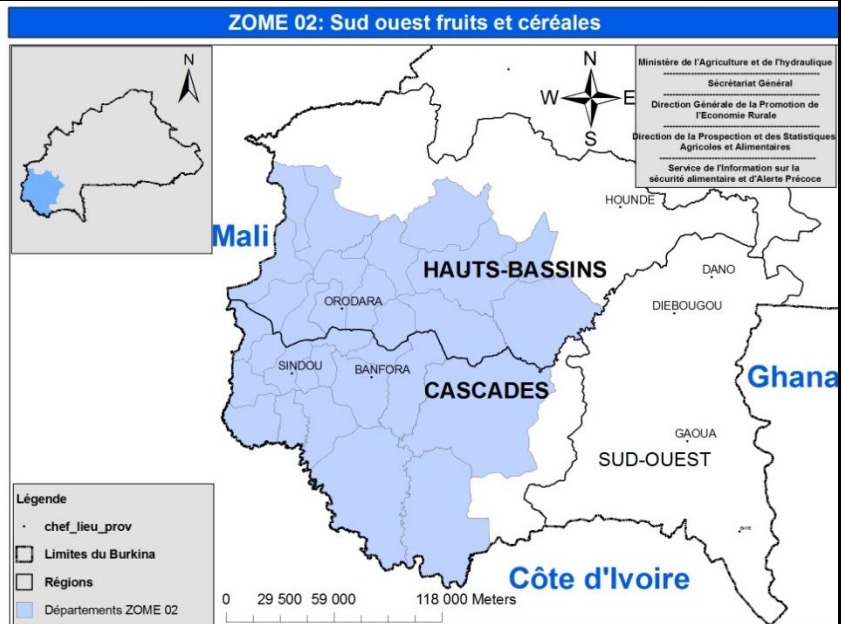 ZOME 02: Sud ouest fruits et céréales
N
N
W
E
S
Ministère de l'Agriculture et de l'hydraulique
Sécrétariat Général
Direction Générale de la Promotion de
l'Economie Rurale
Direction de la Prospection et des Statistiques
Agricoles et Alimentaires
Service de l'Information sur la
sécurité alimentaire et d'Alerte Précoce
HOUNDE
Mali
HAUTS-BASSINS
DANO
ORODARA
DIEBOUGOU
SINDOU
BANFORA
CASCADES
Ghana
GAOUA
SUD-OUEST
Côte d'Ivoire
Légende
chef_lieu_prov
Limites du Burkina
Régions
Départements ZOME 02
0 29 500 59 000 118 000 Meters